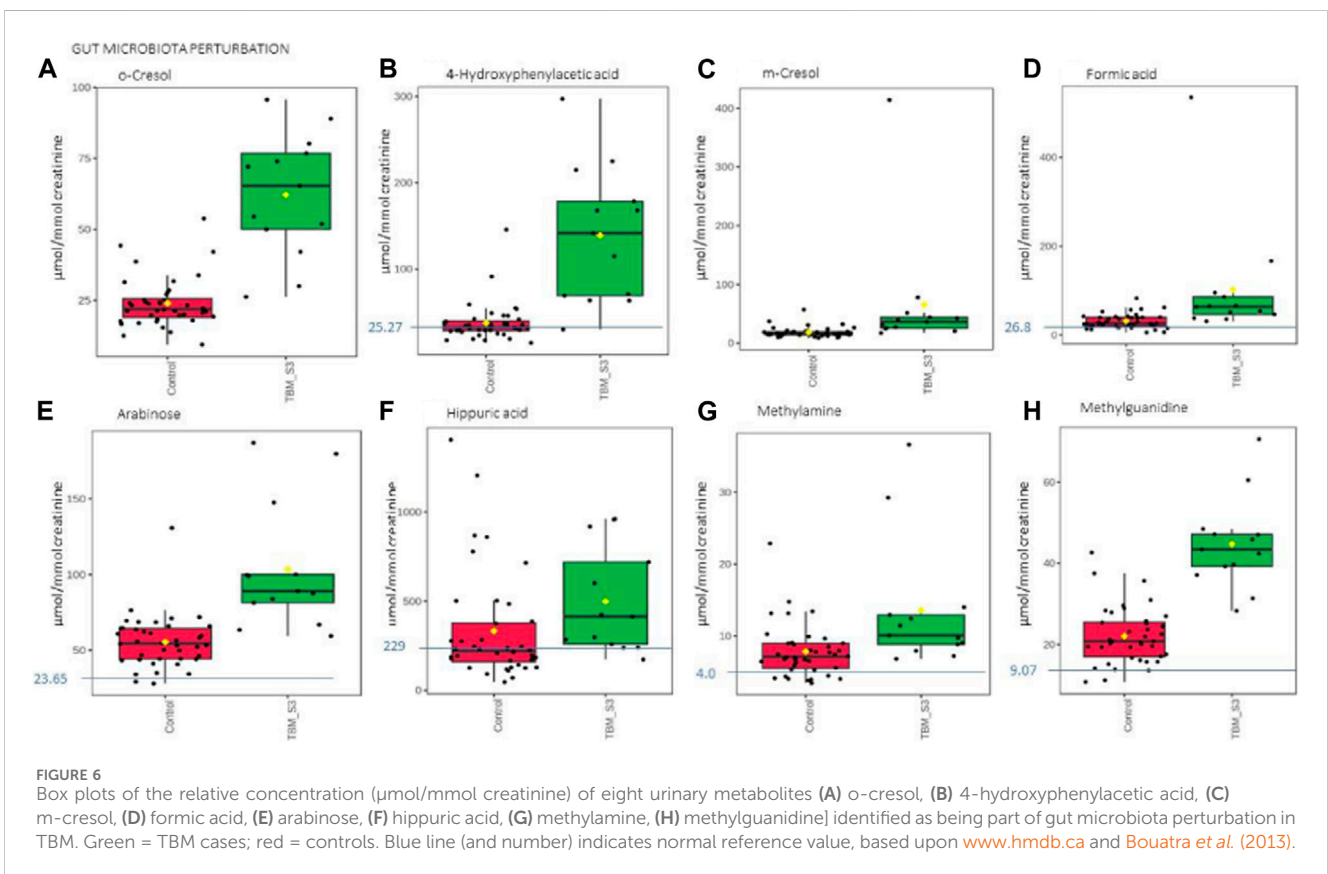 GUT MICROBIOTA PERTURBATION
A
o-Cresol
μmol/mmol creatinine
100
75
50
25
Control
TBM_S3
B
4-Hydroxyphenylacetic acid
μmol/mmol creatinine
300
200
100
25.27
Control
TBM_S3
C
m-Cresol
μmol/mmol creatinine
400
300
200
100
0
Control
TBM_S3
D
Formic acid
μmol/mmol creatinine
400
200
26.8
0
Control
TBM_S3
E
Arabinose
μmol/mmol creatinine
150
100
50
23.65
Control
TBM_S3
F
Hippuric acid
μmol/mmol creatinine
1000
500
229
0
Control
TBM_S3
G
Methylamine
μmol/mmol creatinine
30
20
10
4.0
Control
TBM_S3
H
Methylguanidine
μmol/mmol creatinine
60
40
20
9.07
Control
TBM_S3
FIGURE 6
Box plots of the relative concentration (μmol/mmol creatinine) of eight urinary metabolites (A) o-cresol, (B) 4-hydroxyphenylacetic acid, (C)
m-cresol, (D) formic acid, (E) arabinose, (F) hippuric acid, (G) methylamine, (H) methylguanidine] identified as being part of gut microbiota perturbation in
TBM. Green = TBM cases; red = controls. Blue line (and number) indicates normal reference value, based upon www.hmdb.ca and Bouatra et al. (2013).